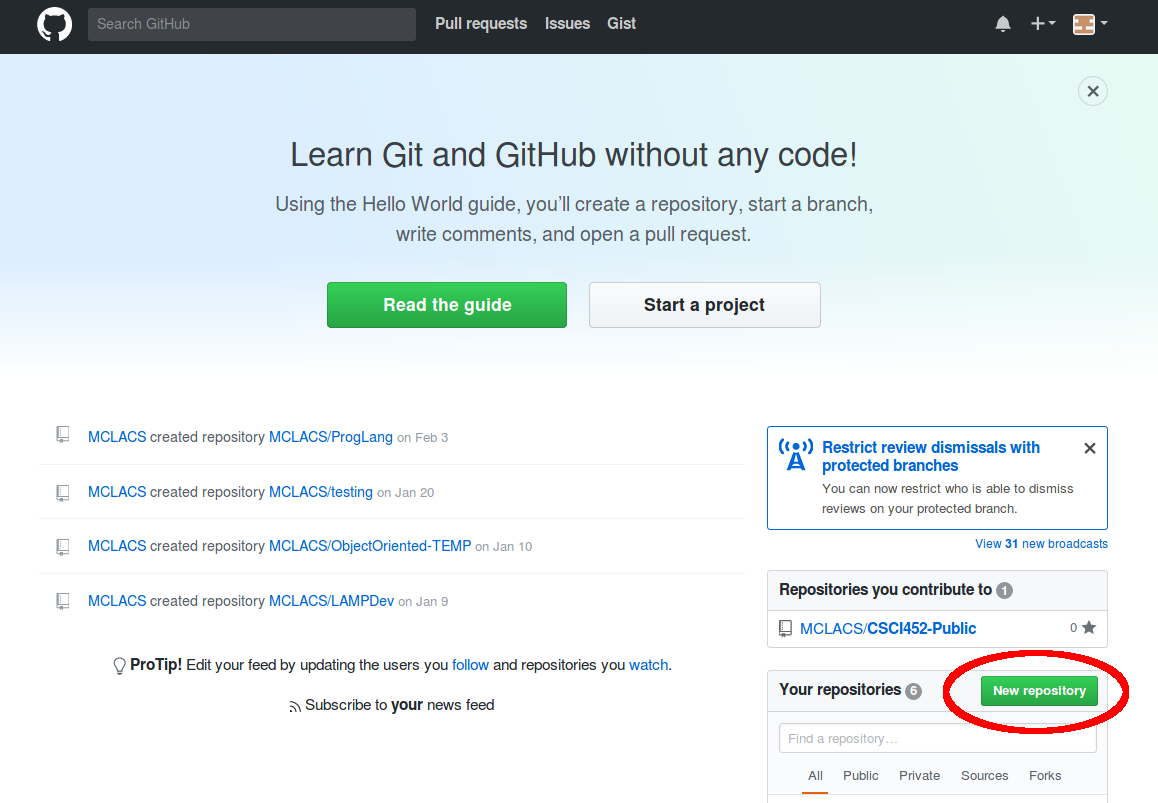 Search GitHub
Pull requests
Issues
Gist
Learn Git and GitHub without any code!
Using the Hello World guide, you'll create a repository, start a branch,
write comments, and open a pull request.
Read the guide
Start a project
MCLACS created repository MCLACS/ProgLang on Feb 3
MCLACS created repository MCLACS/testing on Jan 20
MCLACS created repository MCLACS/ObjectOriented-TEMP on Jan 10
MCLACS created repository MCLACS/LAMPDev on Jan 9
ProTip! Edit your feed by updating the users you follow and repositories you watch.
Subscribe to your news feed
Restrict review dismissals with
protected branches
You can now restrict who is able to dismiss
reviews on your protected branch.
View 31 new broadcasts
Repositories you contribute to 1
MCLACS/CSCI452-Public 0
Your repositories 6
New repository
Find a repository…
All Public Private Sources Forks